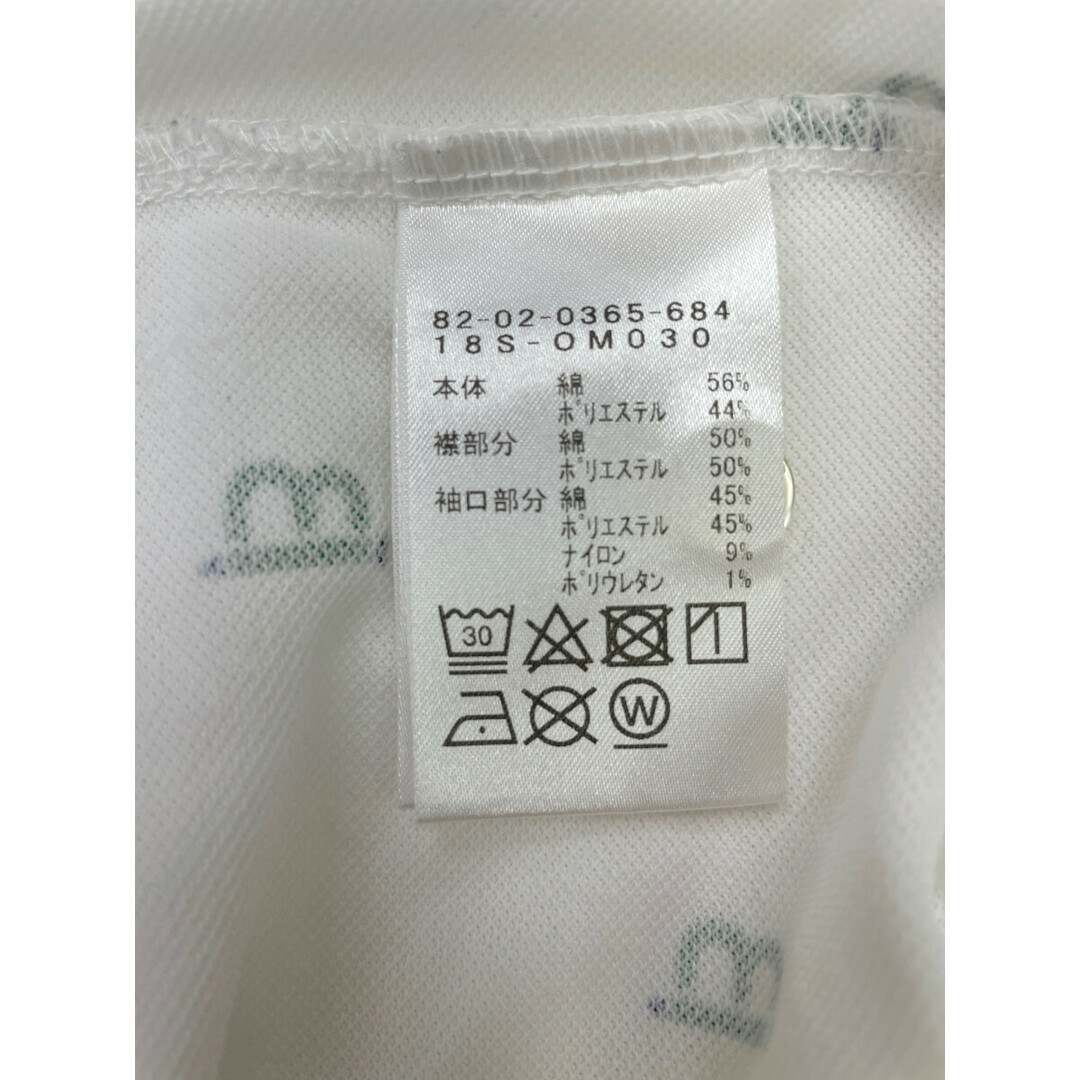 82-02-0365-684
18S-OM030
本体 綿 56%
ポリエステル 44%
襟部分 綿 50%
ポリエステル 50%
袖口部分 綿 45%
ポリエステル 45%
ナイロン 9%
ポリウレタン 1%
30
W
B
B